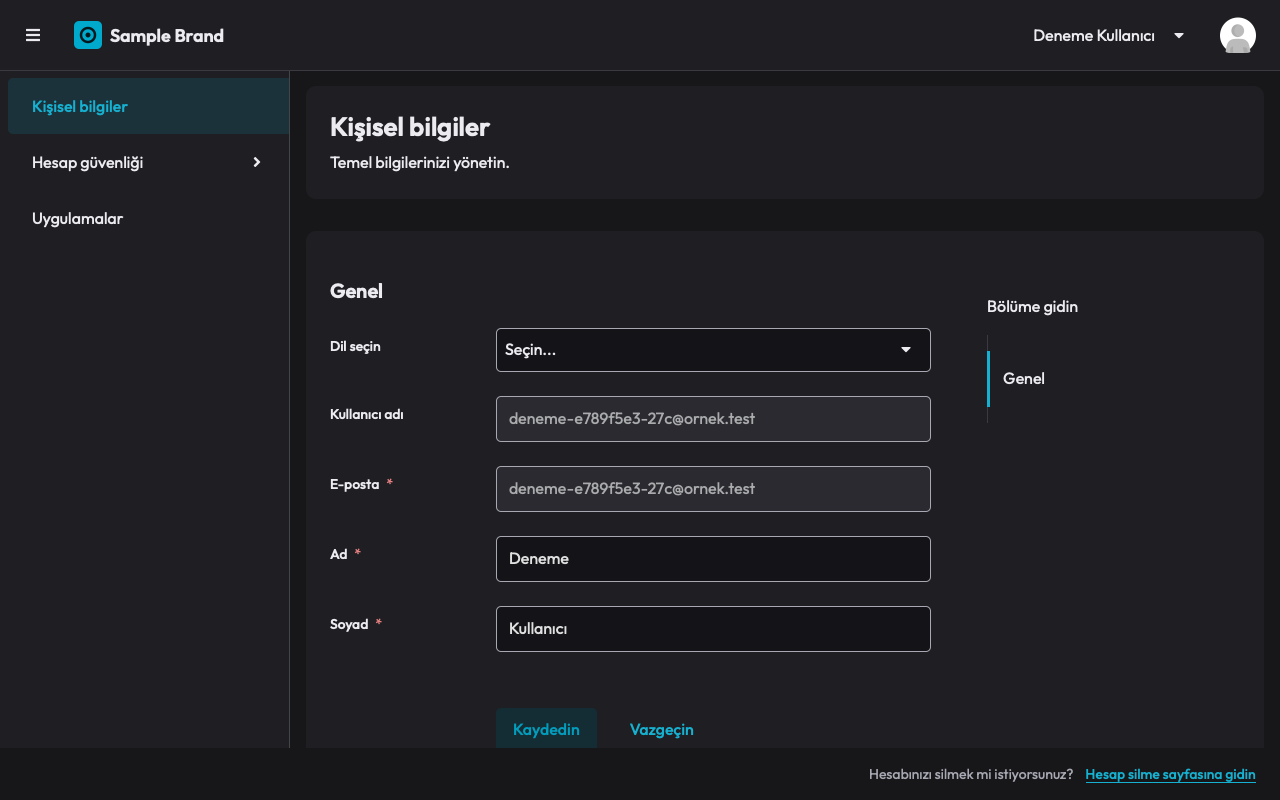 Sample Brand
Deneme Kullanıcı
Kişisel bilgiler
Hesap güvenliği
Uygulamalar
Kişisel bilgiler
Temel bilgilerinizi yönetin.
Genel
Dil seçin
Seçin...
Kullanıcı adı
deneme-e789f5e3-27c@ornek.test
E-posta *
deneme-e789f5e3-27c@ornek.test
Ad *
Deneme
Soyad *
Kullanıcı
Kaydedin
Vazgeçin
Bölüme gidin
Genel
Hesabınızı silmek mi istiyorsunuz? Hesap silme sayfasına gidin